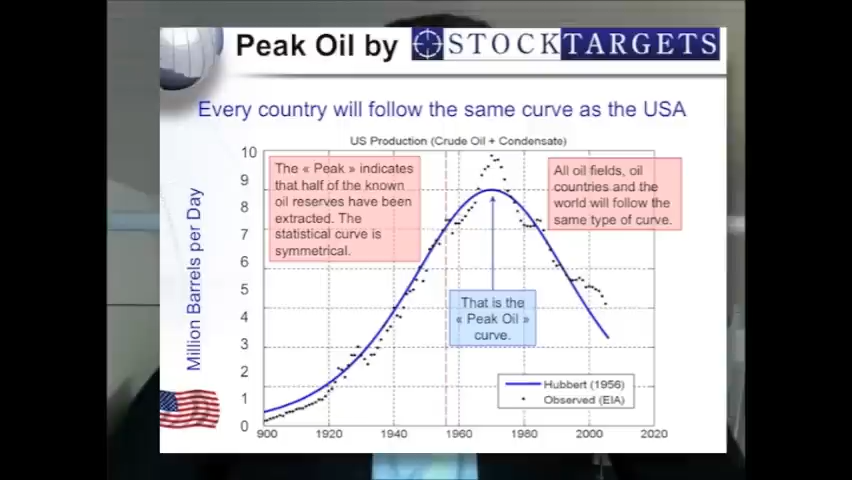 Peak Oil by STOCKTARGETS
Every country will follow the same curve as the USA
US Production (Crude Oil + Condensate)
The « Peak » indicates
that half of the known
oil reserves have been
extracted. The
statistical curve is
symmetrical.
All oil fields, oil
countries and the
world will follow the
same type of curve.
That is the
« Peak Oil »
curve.
Million Barrels per Day
10
9
8
7
6
5
4
3
2
1
0
Hubbert (1956)
Observed (EIA)
900 1920 1940 1960 1980 2000 2020